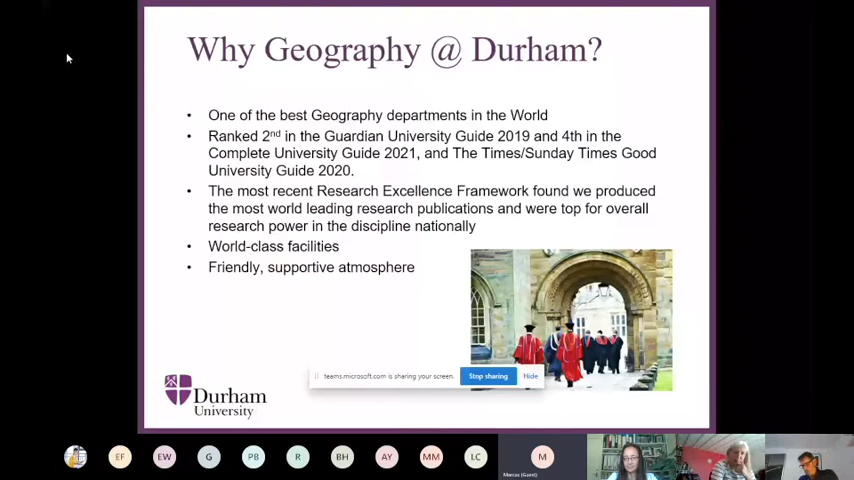 Why Geography @ Durham?
• One of the best Geography departments in the World
• Ranked 2nd in the Guardian University Guide 2019 and 4th in the
Complete University Guide 2021, and The Times/Sunday Times Good
University Guide 2020.
• The most recent Research Excellence Framework found we produced
the most world leading research publications and were top for overall
research power in the discipline nationally
• World-class facilities
• Friendly, supportive atmosphere
teams.microsoft.com is sharing your screen.
Stop sharing
Hide
Durham
University
EF
EW
G
PB
R
BH
AY
MM
LC
M
Marcus (Guest)